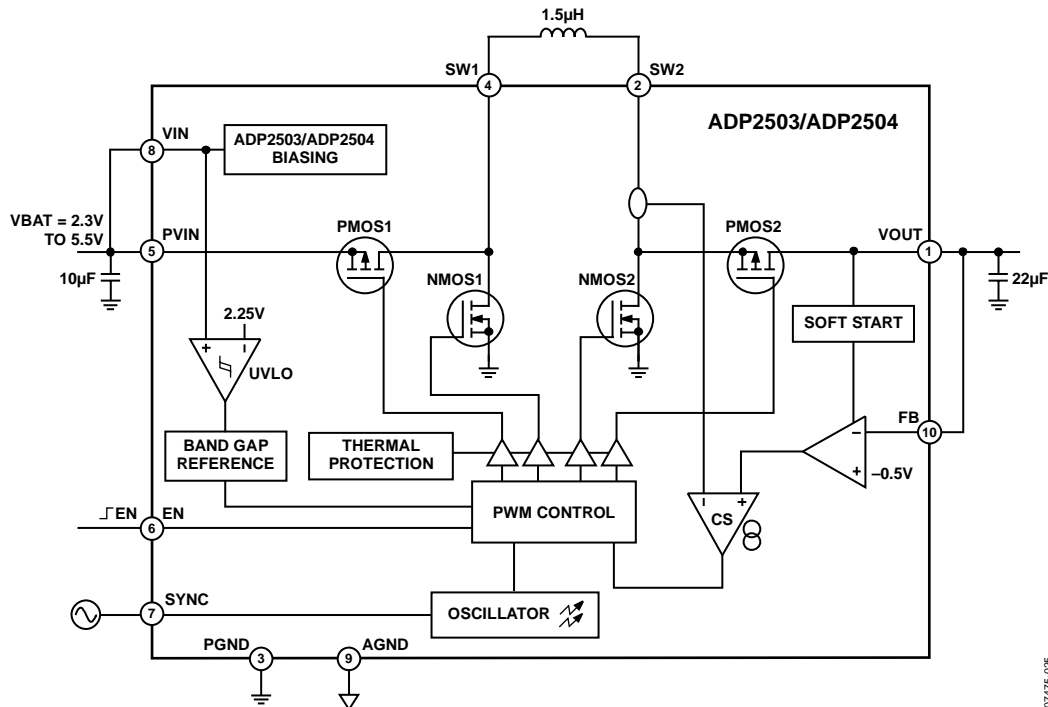 1.5µH
SW1
SW2
4
2
ADP2503/ADP2504
VIN
8
ADP2503/ADP2504
BIASING
VBAT = 2.3V
TO 5.5V
PVIN
5
PMOS1
PMOS2
VOUT
1
10µF
NMOS1
NMOS2
22µF
2.25V
SOFT START
+
–
UVLO
FB
10
–
+
–0.5V
BAND GAP
REFERENCE
THERMAL
PROTECTION
–
+
CS
PWM CONTROL
EN
EN
6
SYNC
7
OSCILLATOR
PGND
3
AGND
9
07475-025